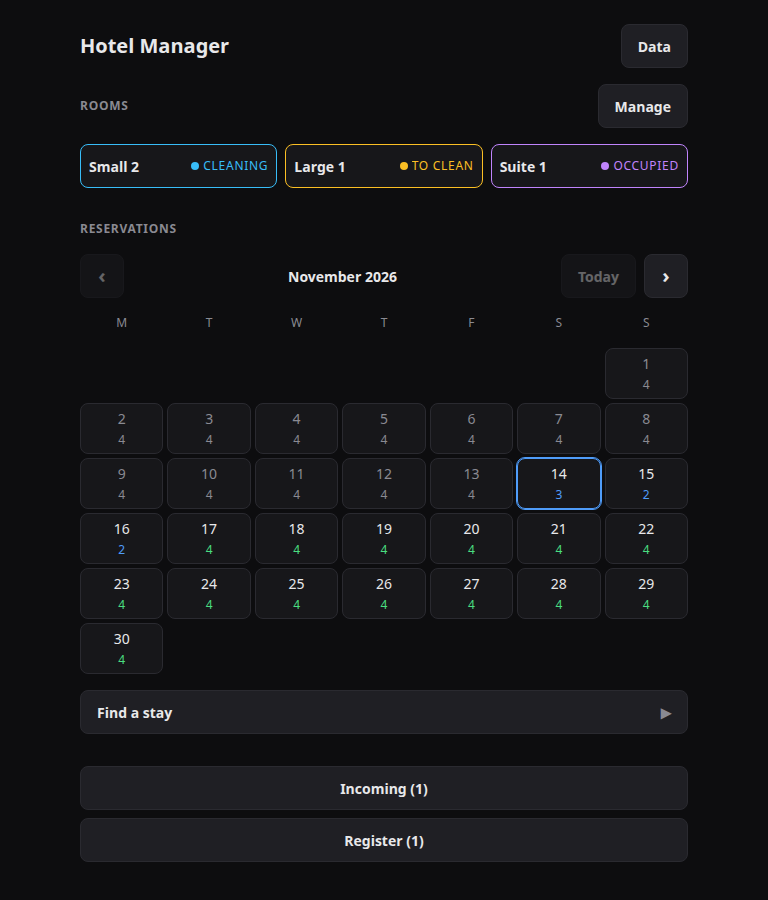 Hotel Manager
Data
ROOMS
Manage
Small 2 CLEANING Large 1 TO CLEAN Suite 1 OCCUPIED
RESERVATIONS
‹ November 2026 Today ›
M T W T F S S
1
4
2 3 4 5 6 7 8
4 4 4 4 4 4 4
9 10 11 12 13 14 15
4 4 4 4 4 3 2
16 17 18 19 20 21 22
2 4 4 4 4 4 4
23 24 25 26 27 28 29
4 4 4 4 4 4 4
30
4
Find a stay ▶
Incoming (1)
Register (1)